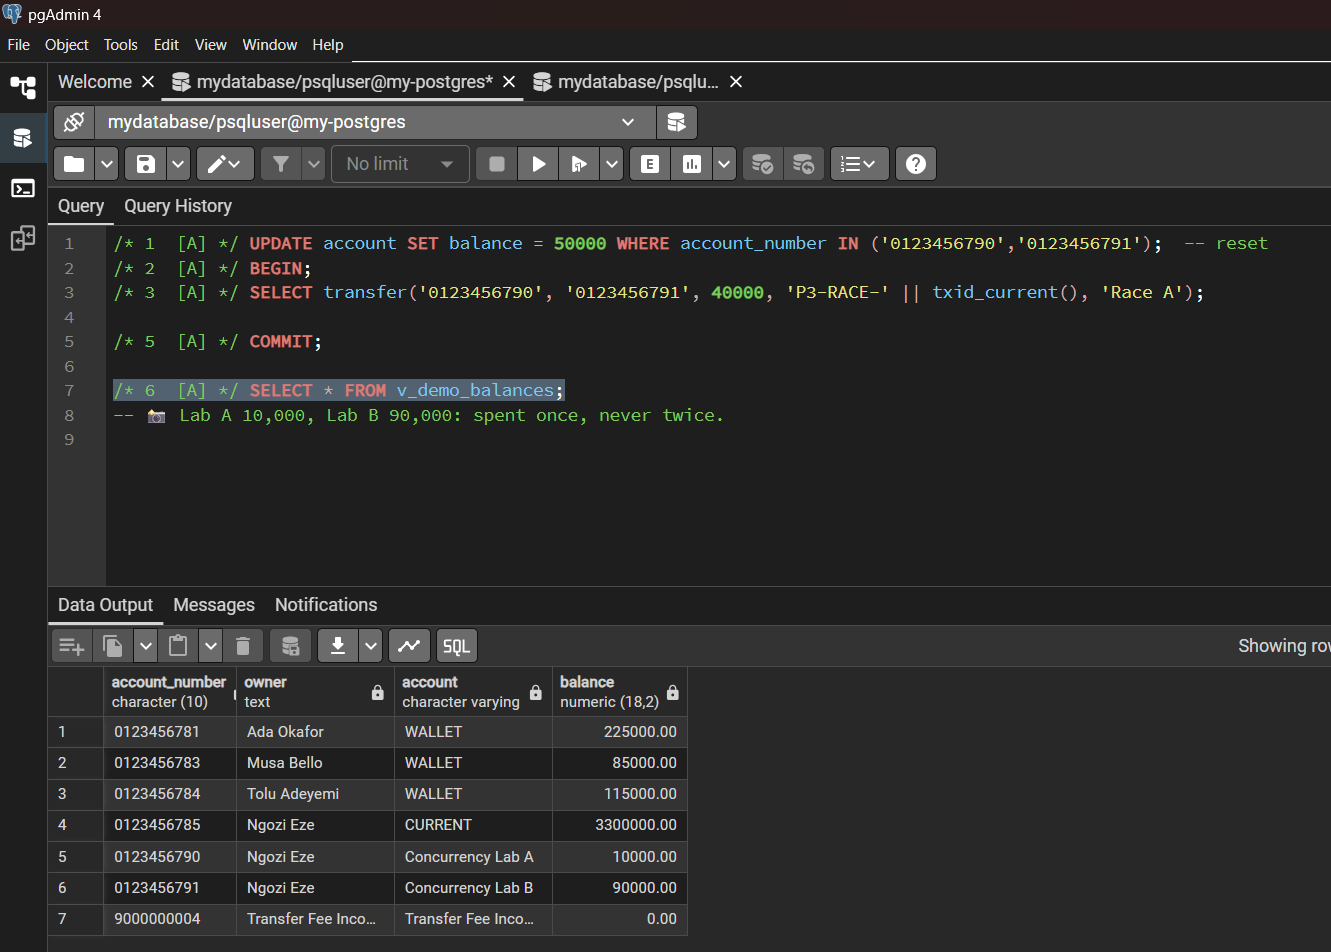 pgAdmin 4
File Object Tools Edit View Window Help
Welcome mydatabase/psqluser@my-postgres* mydatabase/psqlu...
mydatabase/psqluser@my-postgres
No limit E
Query Query History
1 /* 1  [A] */ UPDATE account SET balance = 50000 WHERE account_number IN ('0123456790','0123456791');  -- reset
2 /* 2  [A] */ BEGIN;
3 /* 3  [A] */ SELECT transfer('0123456790', '0123456791', 40000, 'P3-RACE-' || txid_current(), 'Race A');
4
5 /* 5  [A] */ COMMIT;
6
7 /* 6  [A] */ SELECT * FROM v_demo_balances;
8 -- 📸 Lab A 10,000, Lab B 90,000: spent once, never twice.
9
Data Output Messages Notifications
SQL Showing rov
account_number owner account balance
character (10) text character varying numeric (18,2)
1 0123456781 Ada Okafor WALLET 225000.00
2 0123456783 Musa Bello WALLET 85000.00
3 0123456784 Tolu Adeyemi WALLET 115000.00
4 0123456785 Ngozi Eze CURRENT 3300000.00
5 0123456790 Ngozi Eze Concurrency Lab A 10000.00
6 0123456791 Ngozi Eze Concurrency Lab B 90000.00
7 9000000004 Transfer Fee Inco... Transfer Fee Inco... 0.00